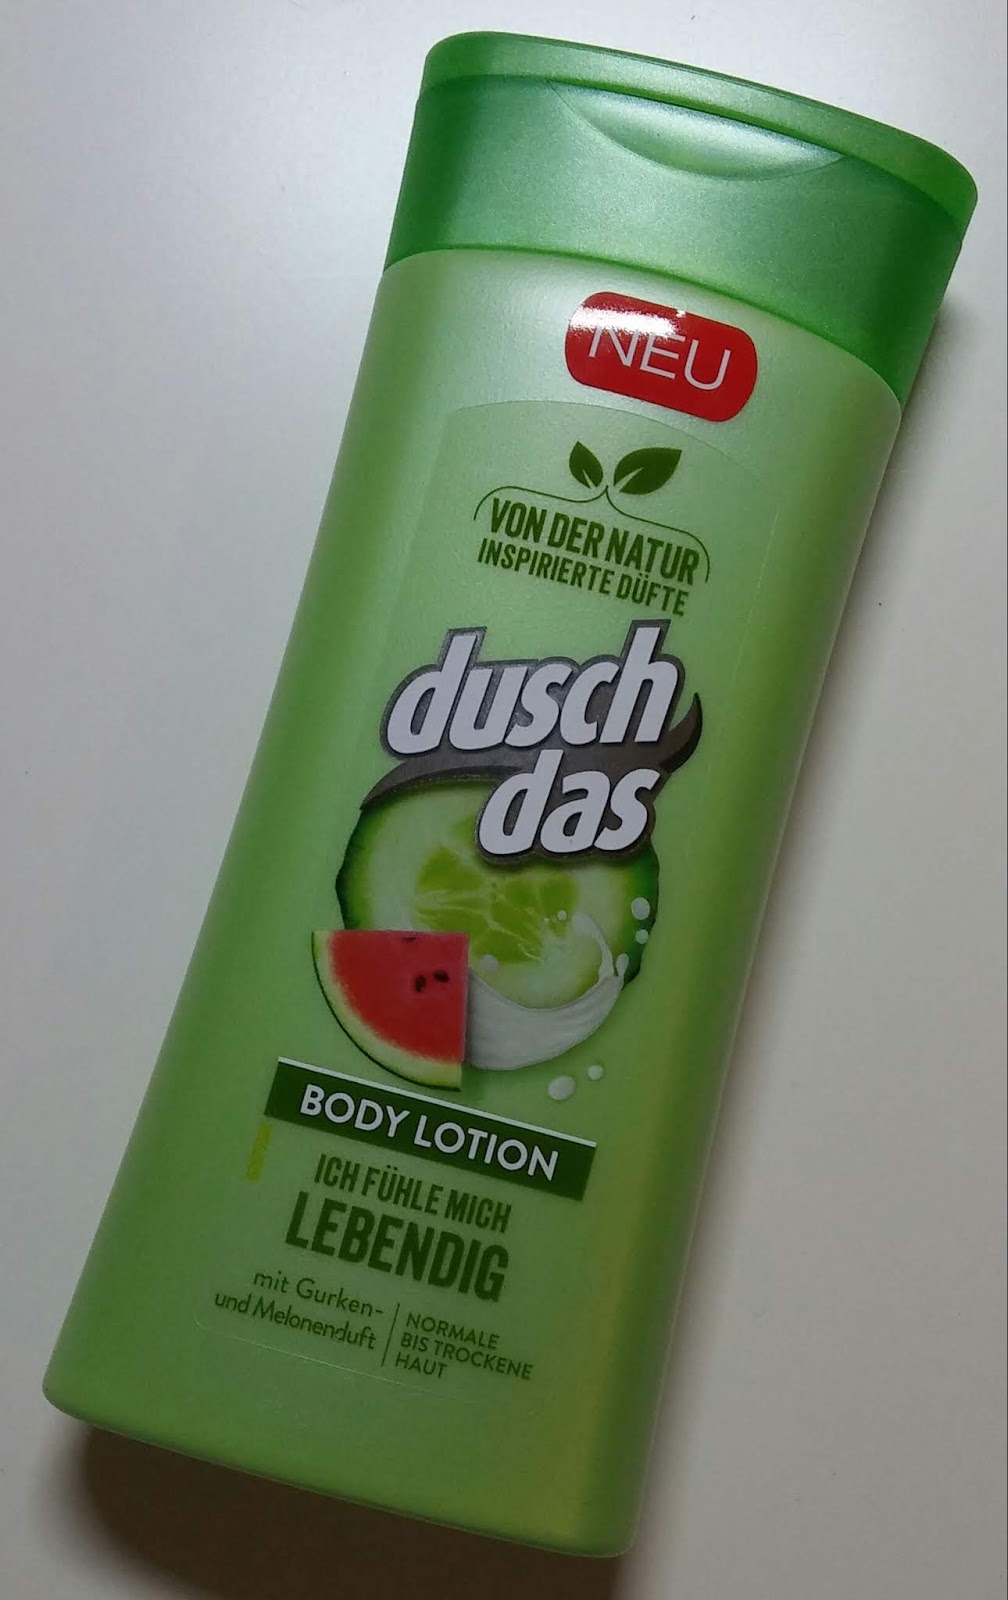 NEU
VON DER NATUR
INSPIRIERTE DÜFTE
dusch
das
BODY LOTION
ICH FÜHLE MICH
LEBENDIG
mit Gurken-
und Melonenduft
NORMALE
BIS TROCKENE
HAUT